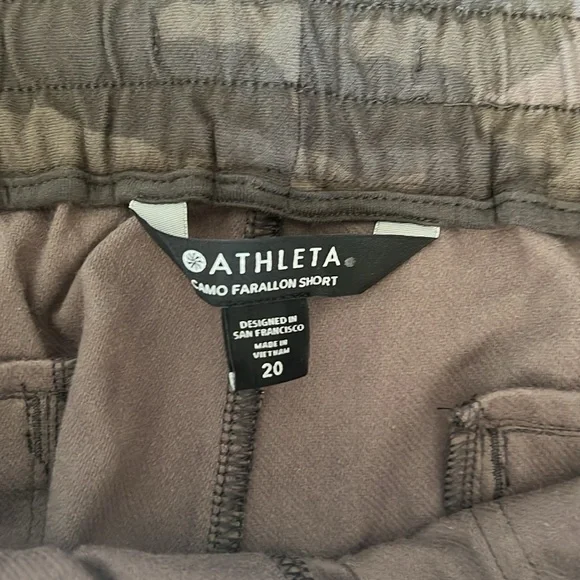 ATHLETA
CAMO FARALLON SHORT
DESIGNED IN
SAN FRANCISCO
MADE IN
VIETNAM
20